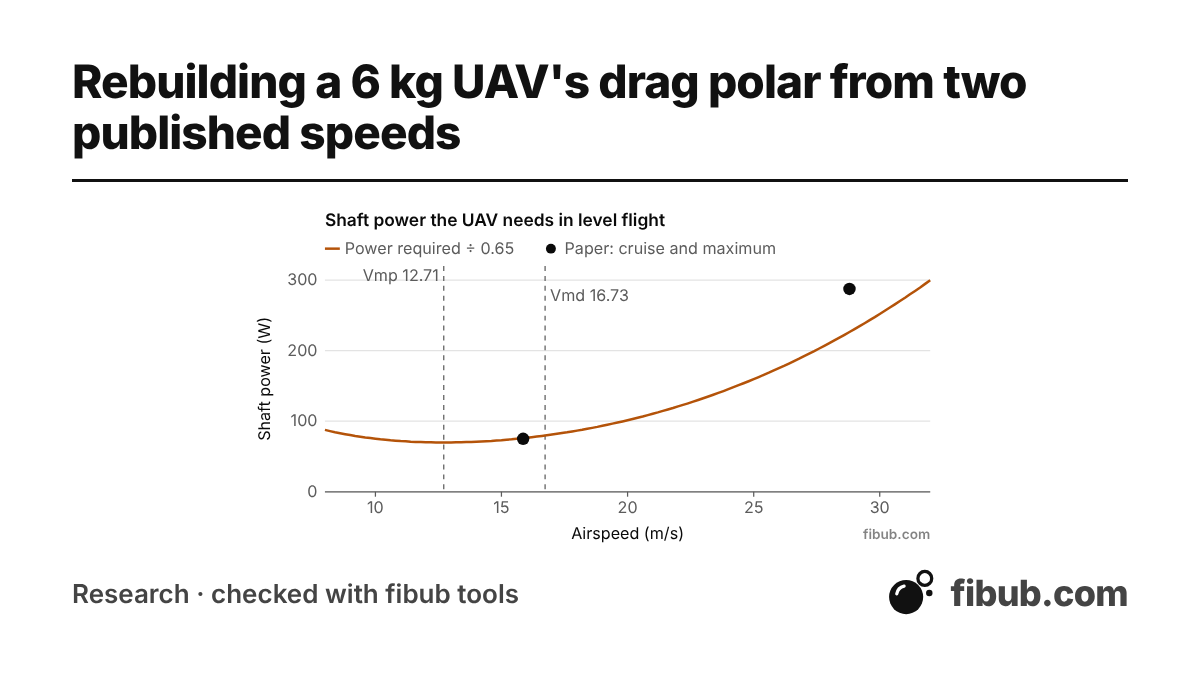 Rebuilding a 6 kg UAV's drag polar from two
published speeds
Shaft power the UAV needs in level flight
Power required ÷ 0.65
Paper: cruise and maximum
Vmp 12.71
Vmd 16.73
300
200
100
0
Shaft power (W)
10 15 20 25 30
Airspeed (m/s)
fibub.com
Research · checked with fibub tools
fibub.com